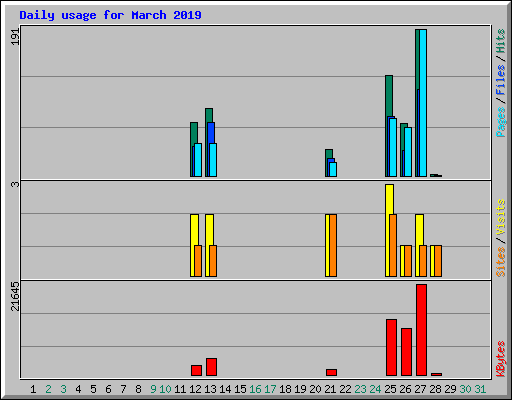 Daily usage for March 2019
191
Pages / Files / Hits
3
Sites / Visits
21645
KBytes
1 2 3 4 5 6 7 8 9 10 11 12 13 14 15 16 17 18 19 20 21 22 23 24 25 26 27 28 29 30 31